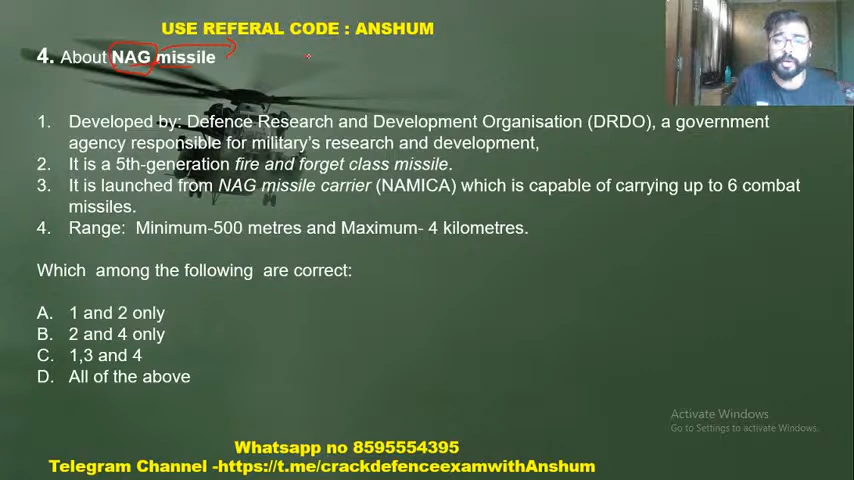 USE REFERAL CODE : ANSHUM
4. About NAG missile
1. Developed by: Defence Research and Development Organisation (DRDO), a government
agency responsible for military's research and development,
2. It is a 5th-generation fire and forget class missile.
3. It is launched from NAG missile carrier (NAMICA) which is capable of carrying up to 6 combat
missiles.
4. Range: Minimum-500 metres and Maximum- 4 kilometres.
Which among the following are correct:
A. 1 and 2 only
B. 2 and 4 only
C. 1,3 and 4
D. All of the above
Activate Windows
Go to Settings to activate Windows.
Whatsapp no 8595554395
Telegram Channel -https://t.me/crackdefenceexamwithAnshum